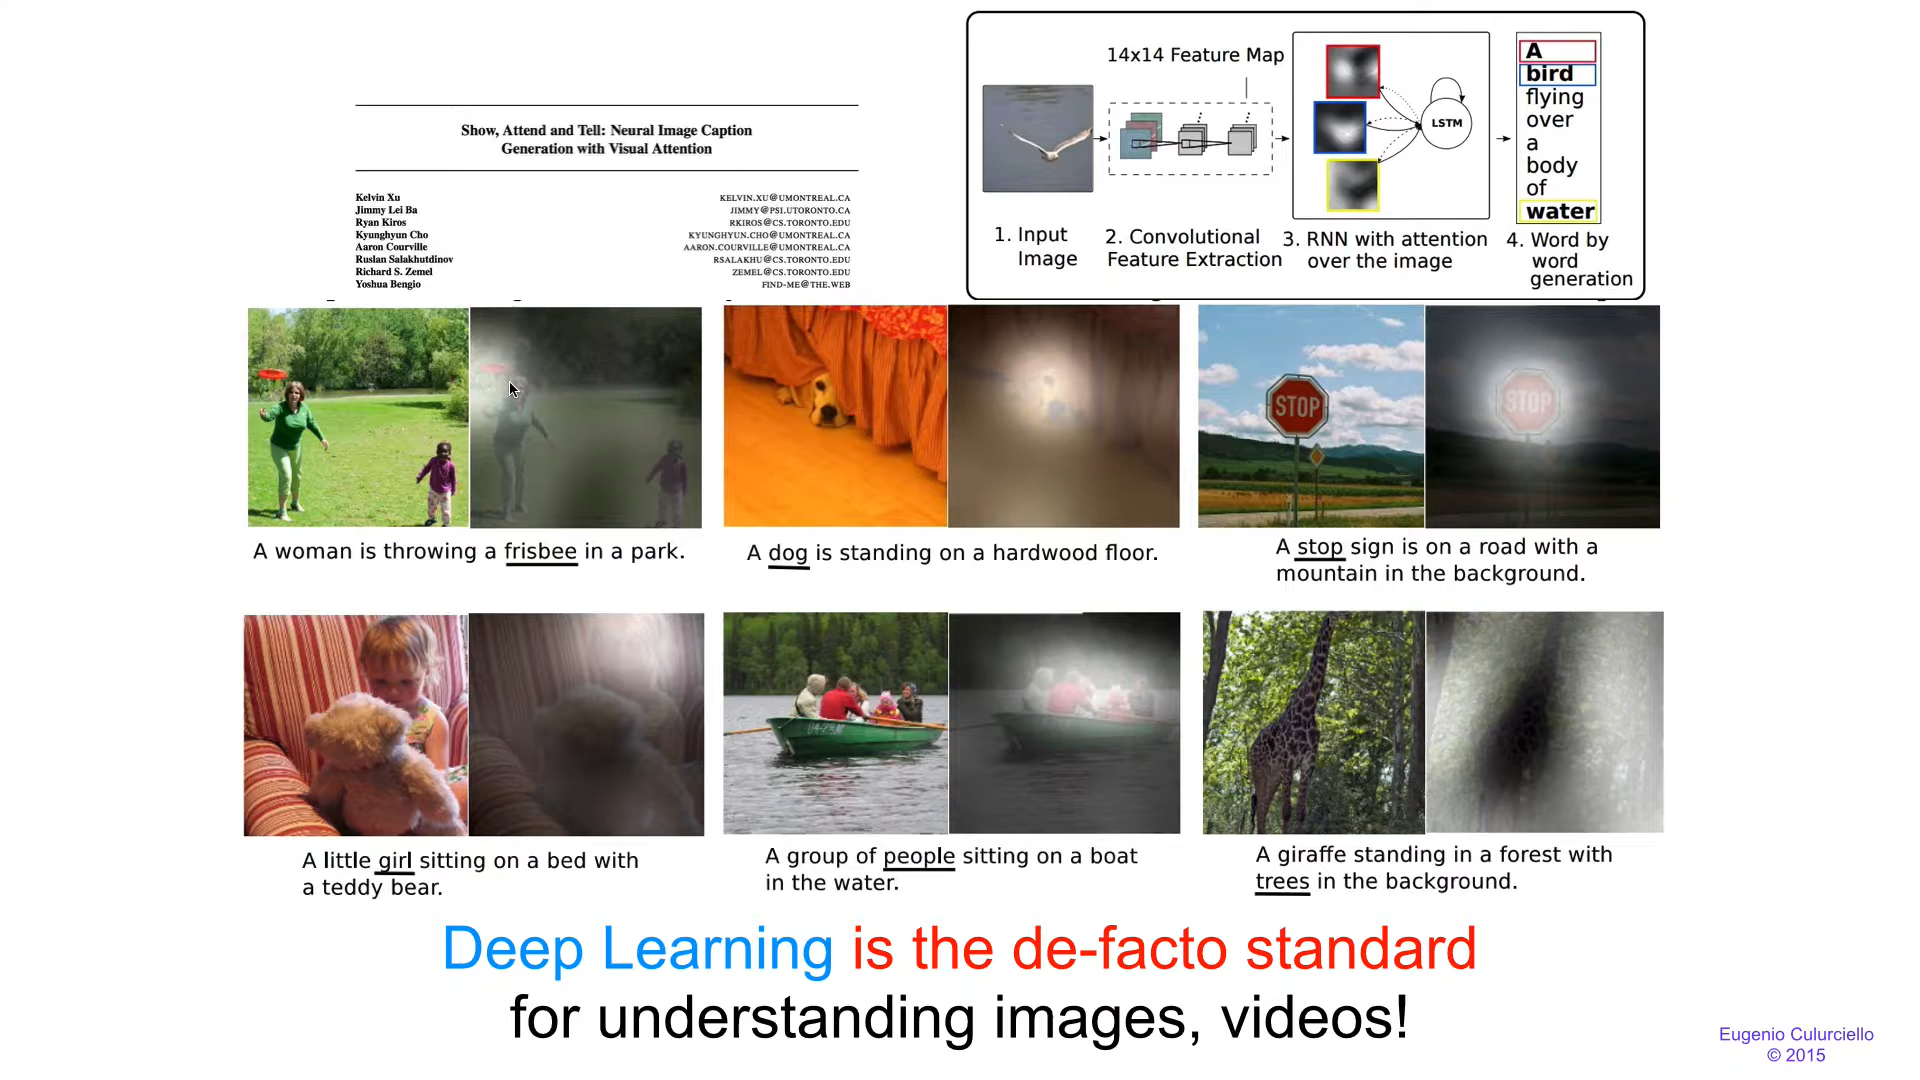 Show, Attend and Tell: Neural Image Caption
Generation with Visual Attention
Kelvin Xu KELVIN.XU@UMONTREAL.CA
Jimmy Lei Ba JIMMY@PSI.UTORONTO.CA
Ryan Kiros RKIROS@CS.TORONTO.EDU
Kyunghyun Cho KYUNGHYUN.CHO@UMONTREAL.CA
Aaron Courville AARON.COURVILLE@UMONTREAL.CA
Ruslan Salakhutdinov RSALAKHU@CS.TORONTO.EDU
Richard S. Zemel ZEMEL@CS.TORONTO.EDU
Yoshua Bengio FIND-ME@THE.WEB
14x14 Feature Map
LSTM
A
bird
flying
over
a
body
of
water
1. Input
Image
2. Convolutional
Feature Extraction
3. RNN with attention
over the image
4. Word by
word
generation
STOP
STOP
A woman is throwing a frisbee in a park.
A dog is standing on a hardwood floor.
A stop sign is on a road with a
mountain in the background.
A little girl sitting on a bed with
a teddy bear.
A group of people sitting on a boat
in the water.
A giraffe standing in a forest with
trees in the background.
Deep Learning is the de-facto standard
for understanding images, videos!
Eugenio Culurciello
© 2015